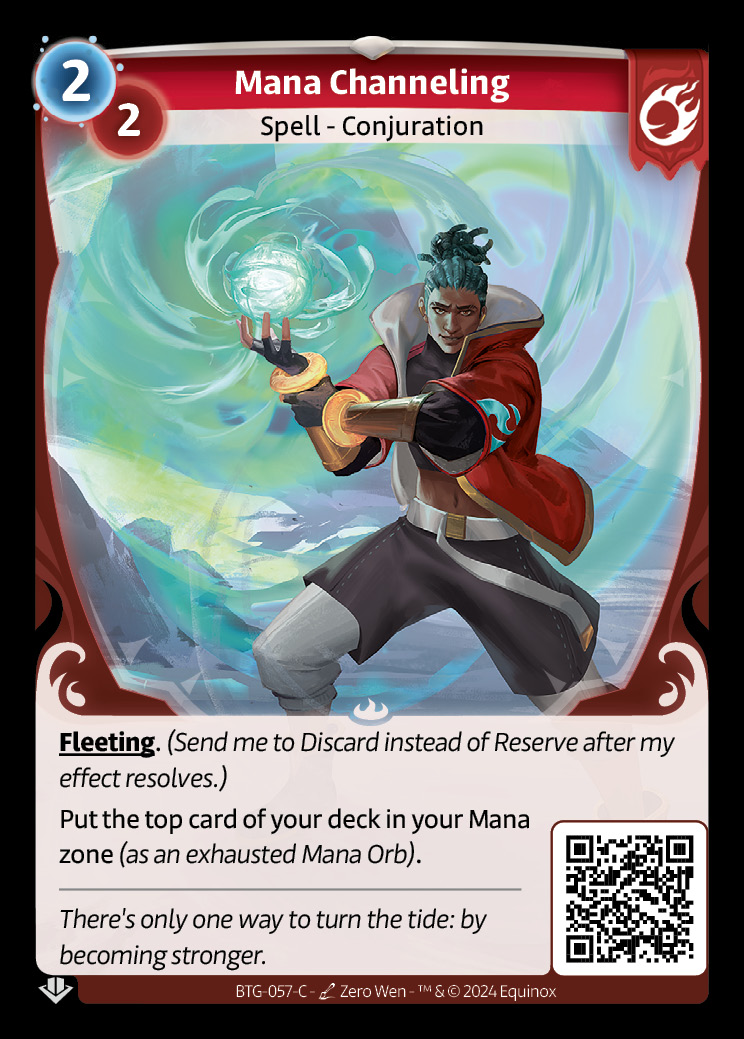 2
Mana Channeling
2
Spell - Conjuration
Fleeting. (Send me to Discard instead of Reserve after my
effect resolves.)
Put the top card of your deck in your Mana
zone (as an exhausted Mana Orb).
There's only one way to turn the tide: by
becoming stronger.
BTG-057-C - Zero Wen - ™ & © 2024 Equinox